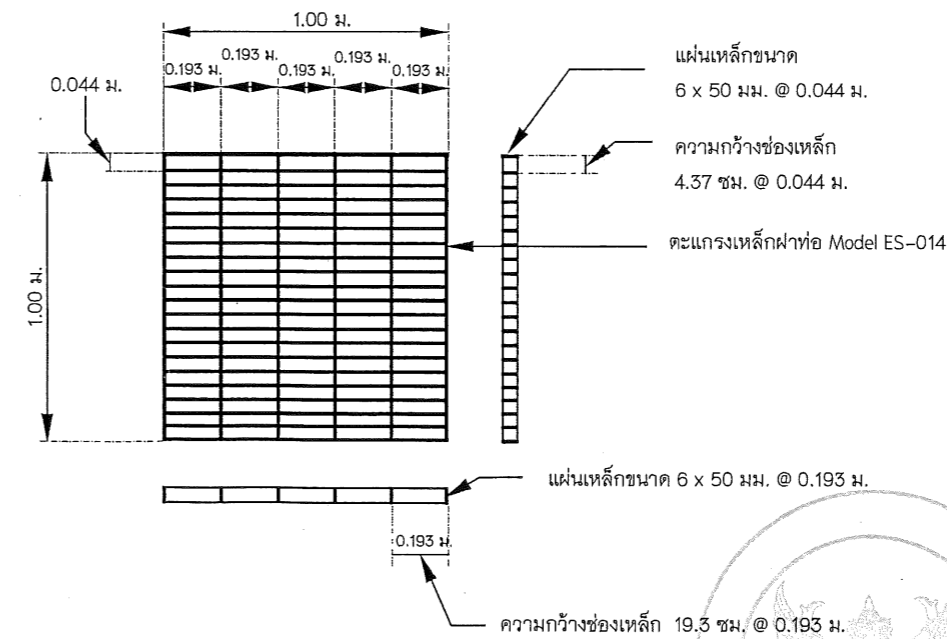 1.00 ม.
0.193 ม. 0.193 ม.
0.193 ม. 0.193 ม. 0.193 ม.
0.044 ม.
1.00 ม.
แผ่นเหล็กขนาด
6 x 50 มม. @ 0.044 ม.
ความกว้างช่องเหล็ก
4.37 ซม. @ 0.044 ม.
ตะแกรงเหล็กฝาท่อ Model ES-014
แผ่นเหล็กขนาด 6 x 50 มม. @ 0.193 ม.
0.193 ม.
ความกว้างช่องเหล็ก 19.3 ซม. @ 0.193 ม.